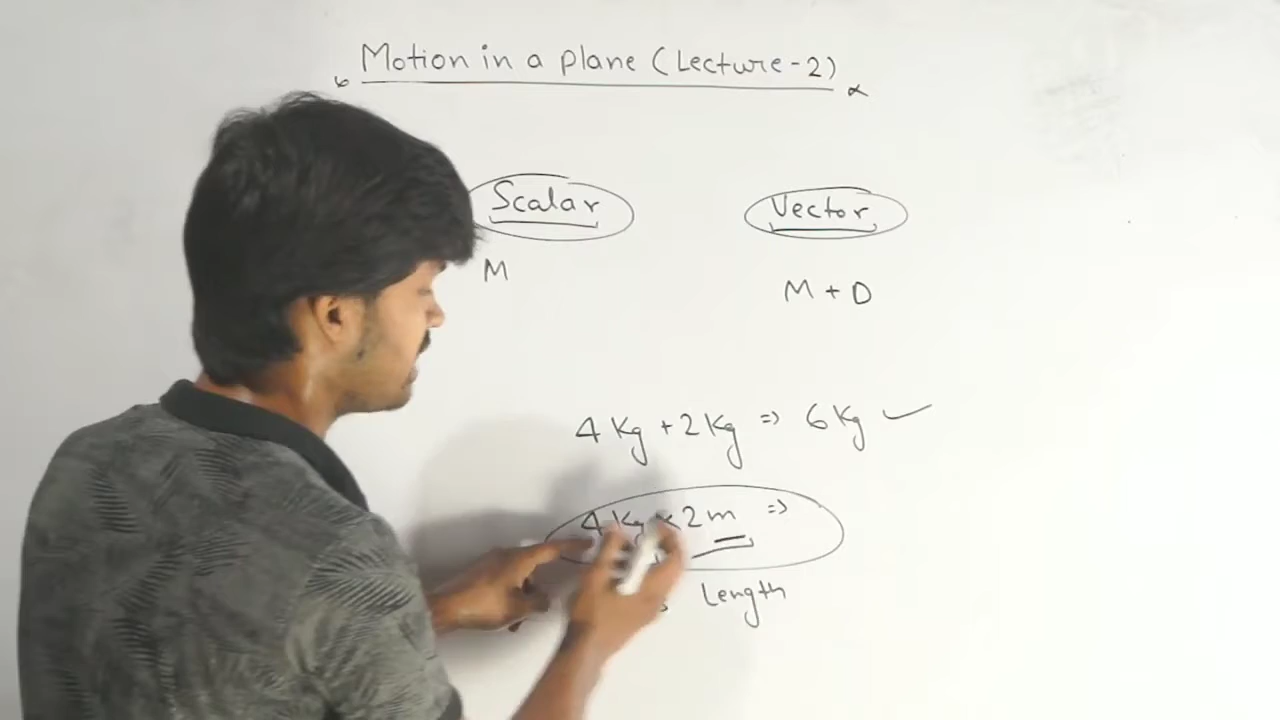 Motion in a plane (Lecture-2)
Scalar Vector
M M + D
4 Kg + 2 Kg => 6 Kg ✓
4 Kg × 2 m =>
Length